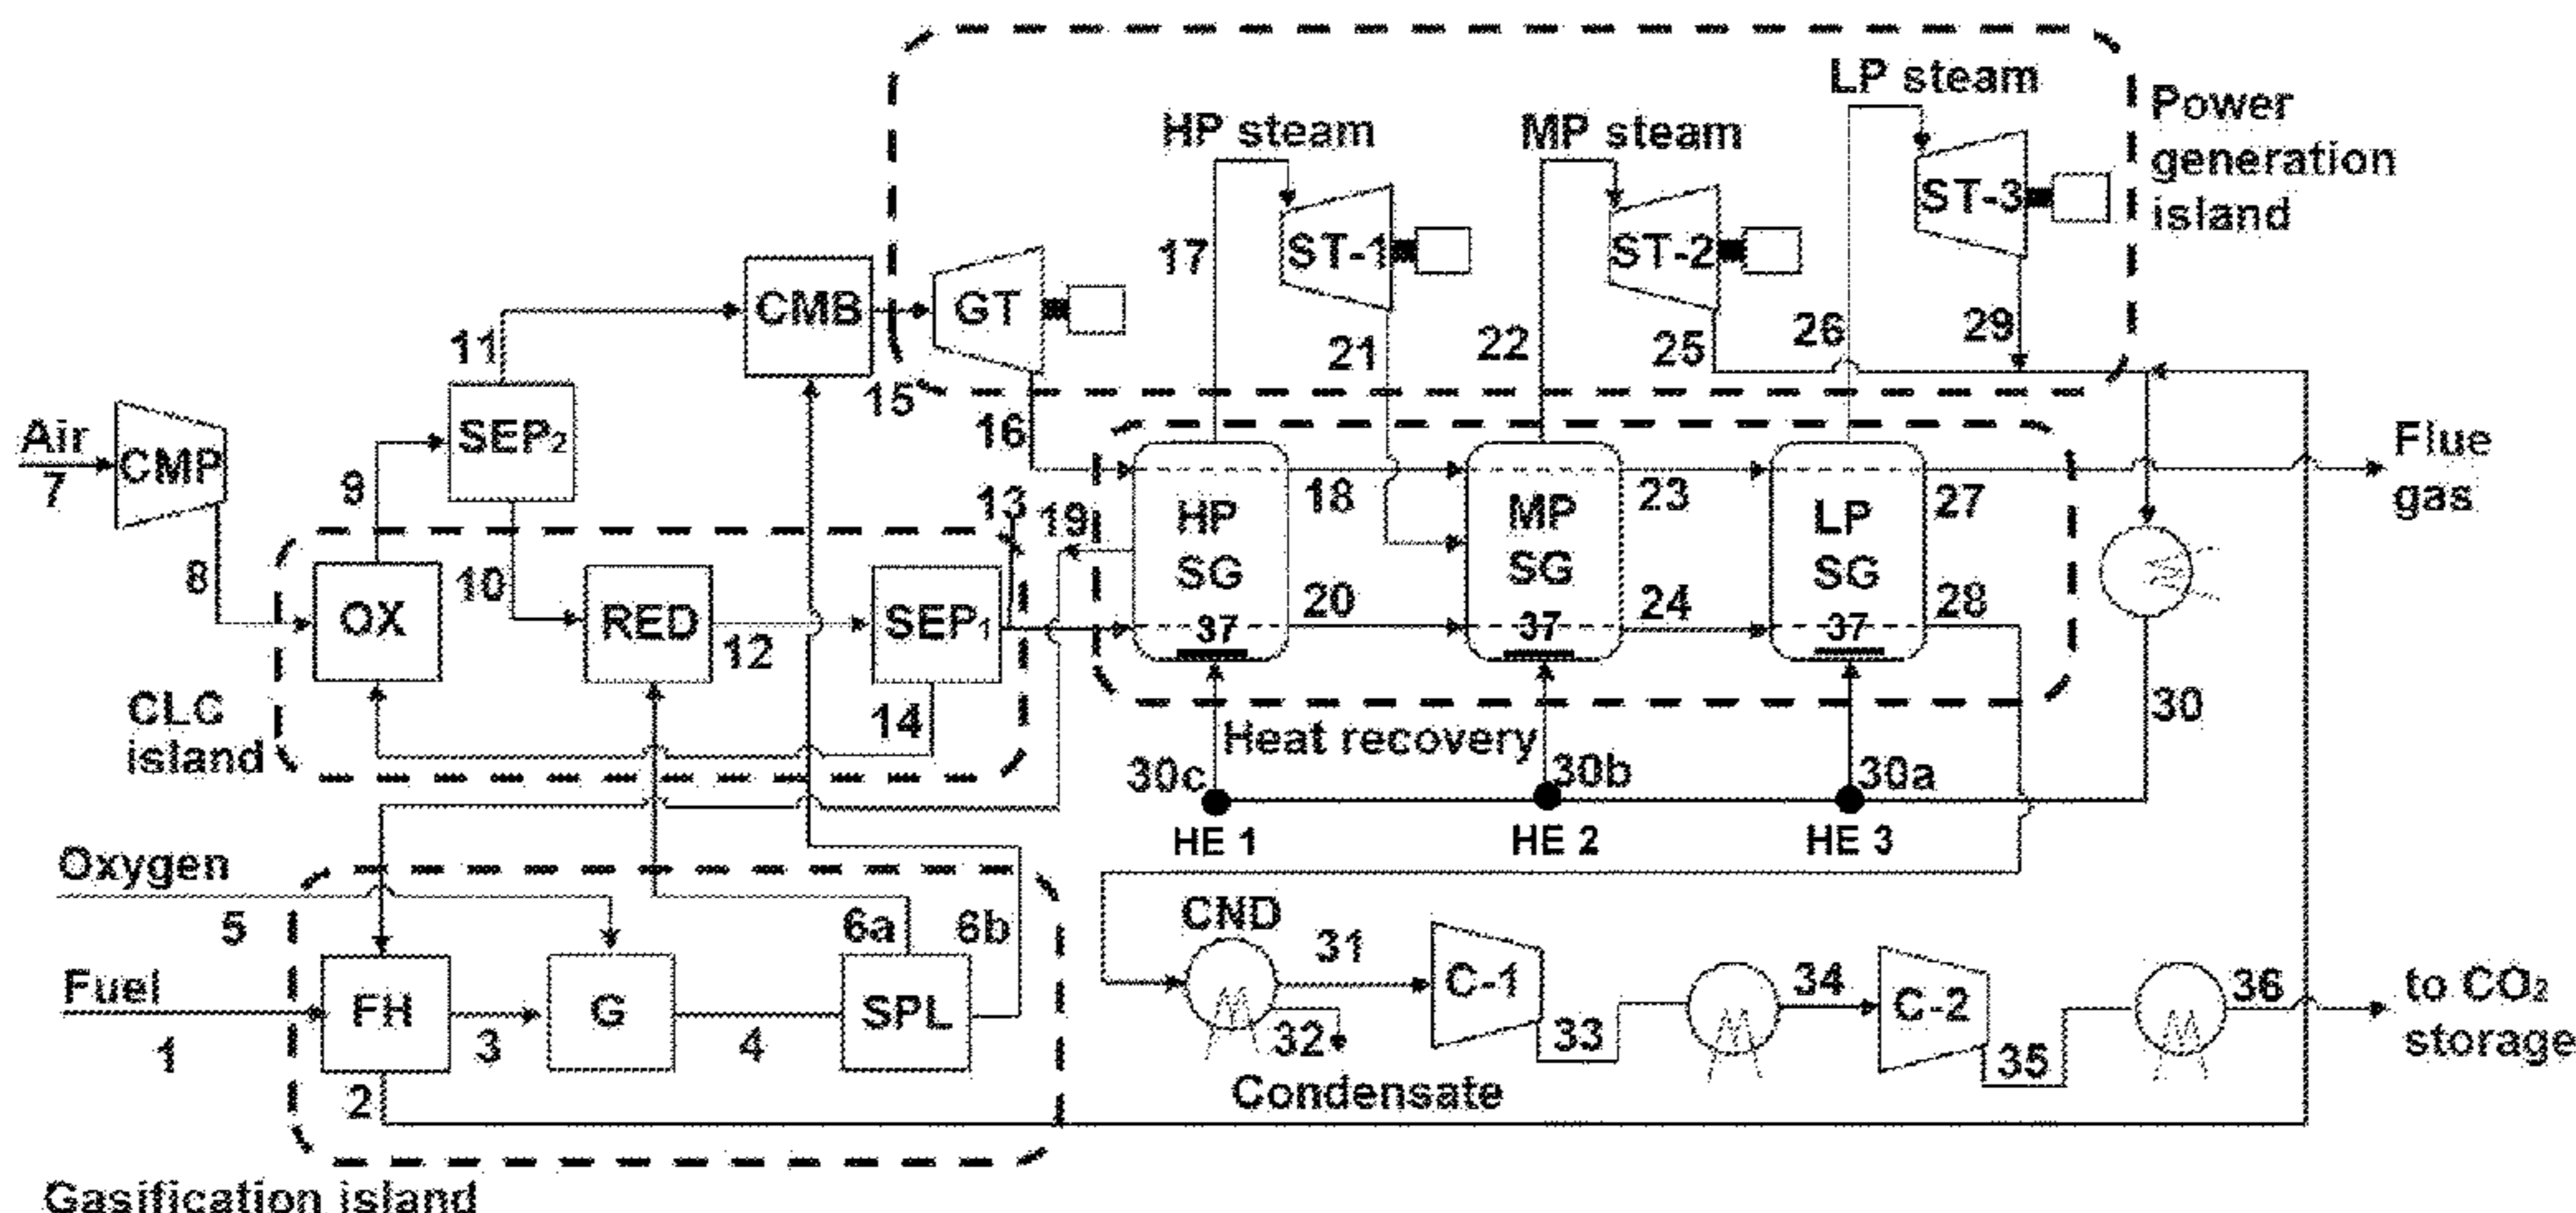 LP steam
Power
generation
island
HP steam
MP steam
ST-3
17
ST-1
ST-2
CMB
GT
11
21
22
25
26
29
15
Air
7
CMP
SEP2
16
Flue
gas
9
13
19
18
23
27
HP
SG
MP
SG
LP
SG
8
10
OX
RED
SEP1
12
20
24
28
37
37
37
14
30
CLG
island
Heat recovery
30c
30b
30a
HE 1
HE 2
HE 3
Oxygen
5
6a
6b
CND
31
C-1
34
C-2
36
to CO2
storage
Fuel
1
FH
3
G
4
SPL
32
33
35
Condensate
2
Gasification island